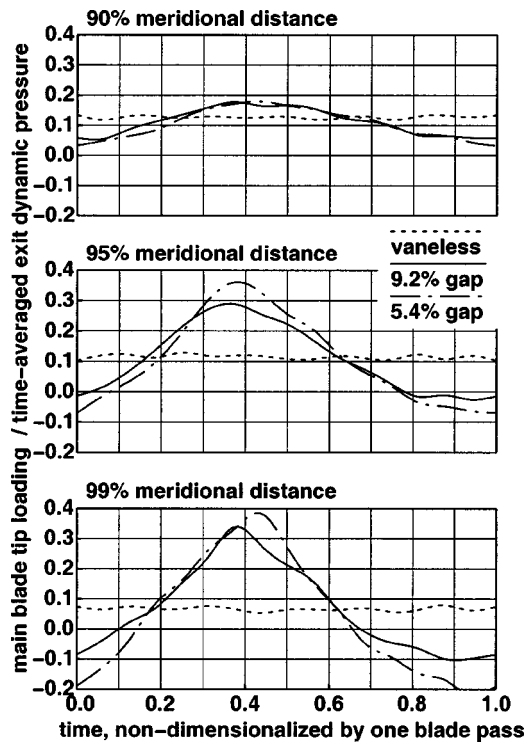 90% meridional distance
0.4
0.3
0.2
0.1
0.0
−0.1
−0.2
95% meridional distance
vaneless
9.2% gap
5.4% gap
0.4
0.3
0.2
0.1
0.0
−0.1
−0.2
99% meridional distance
0.4
0.3
0.2
0.1
0.0
−0.1
−0.2
0.0 0.2 0.4 0.6 0.8 1.0
time, non−dimensionalized by one blade pass
main blade tip loading / time−averaged exit dynamic pressure